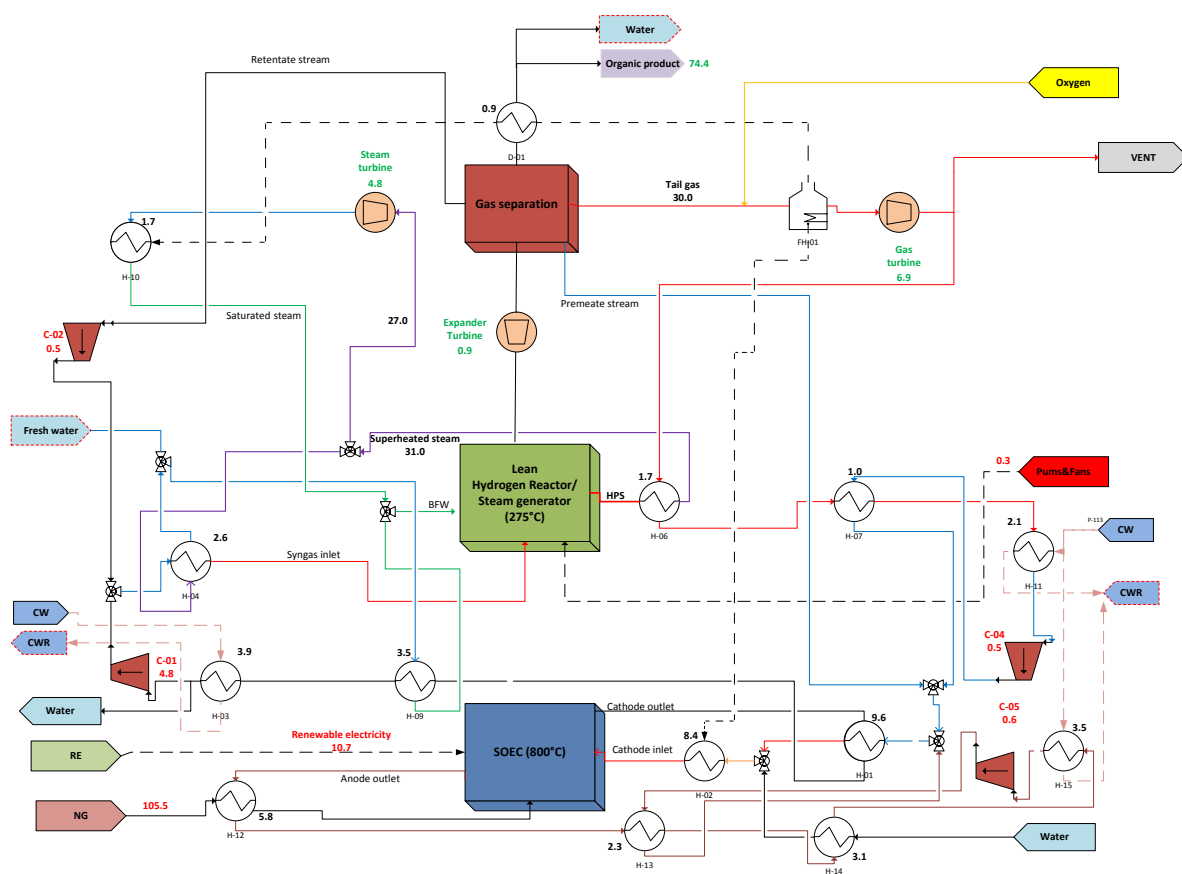 Water
Retentate stream
Organic product
74.4
Oxygen
0.9
D-01
Steam
turbine
4.8
VENT
Tail gas
30.0
Gas separation
1.7
FH-01
H-10
Gas
turbine
6.9
Premeate stream
Saturated steam
27.0
Expander
Turbine
0.9
C-02
0.5
Fresh water
Superheated steam
31.0
Lean
Hydrogen Reactor/
Steam generator
(275°C)
HPS
1.7
1.0
0.3
Pums&Fans
BFW
2.1
P-113
CW
2.6
H-06
H-07
Syngas inlet
H-11
H-04
CWR
CW
CWR
C-01
4.8
3.9
3.5
C-04
0.5
Water
H-03
H-09
Cathode outlet
C-05
0.6
RE
Renewable electricity
10.7
SOEC (800°C)
Cathode inlet
8.4
9.6
3.5
Anode outlet
H-01
H-02
H-15
NG
105.5
5.8
H-12
2.3
H-13
3.1
H-14
Water